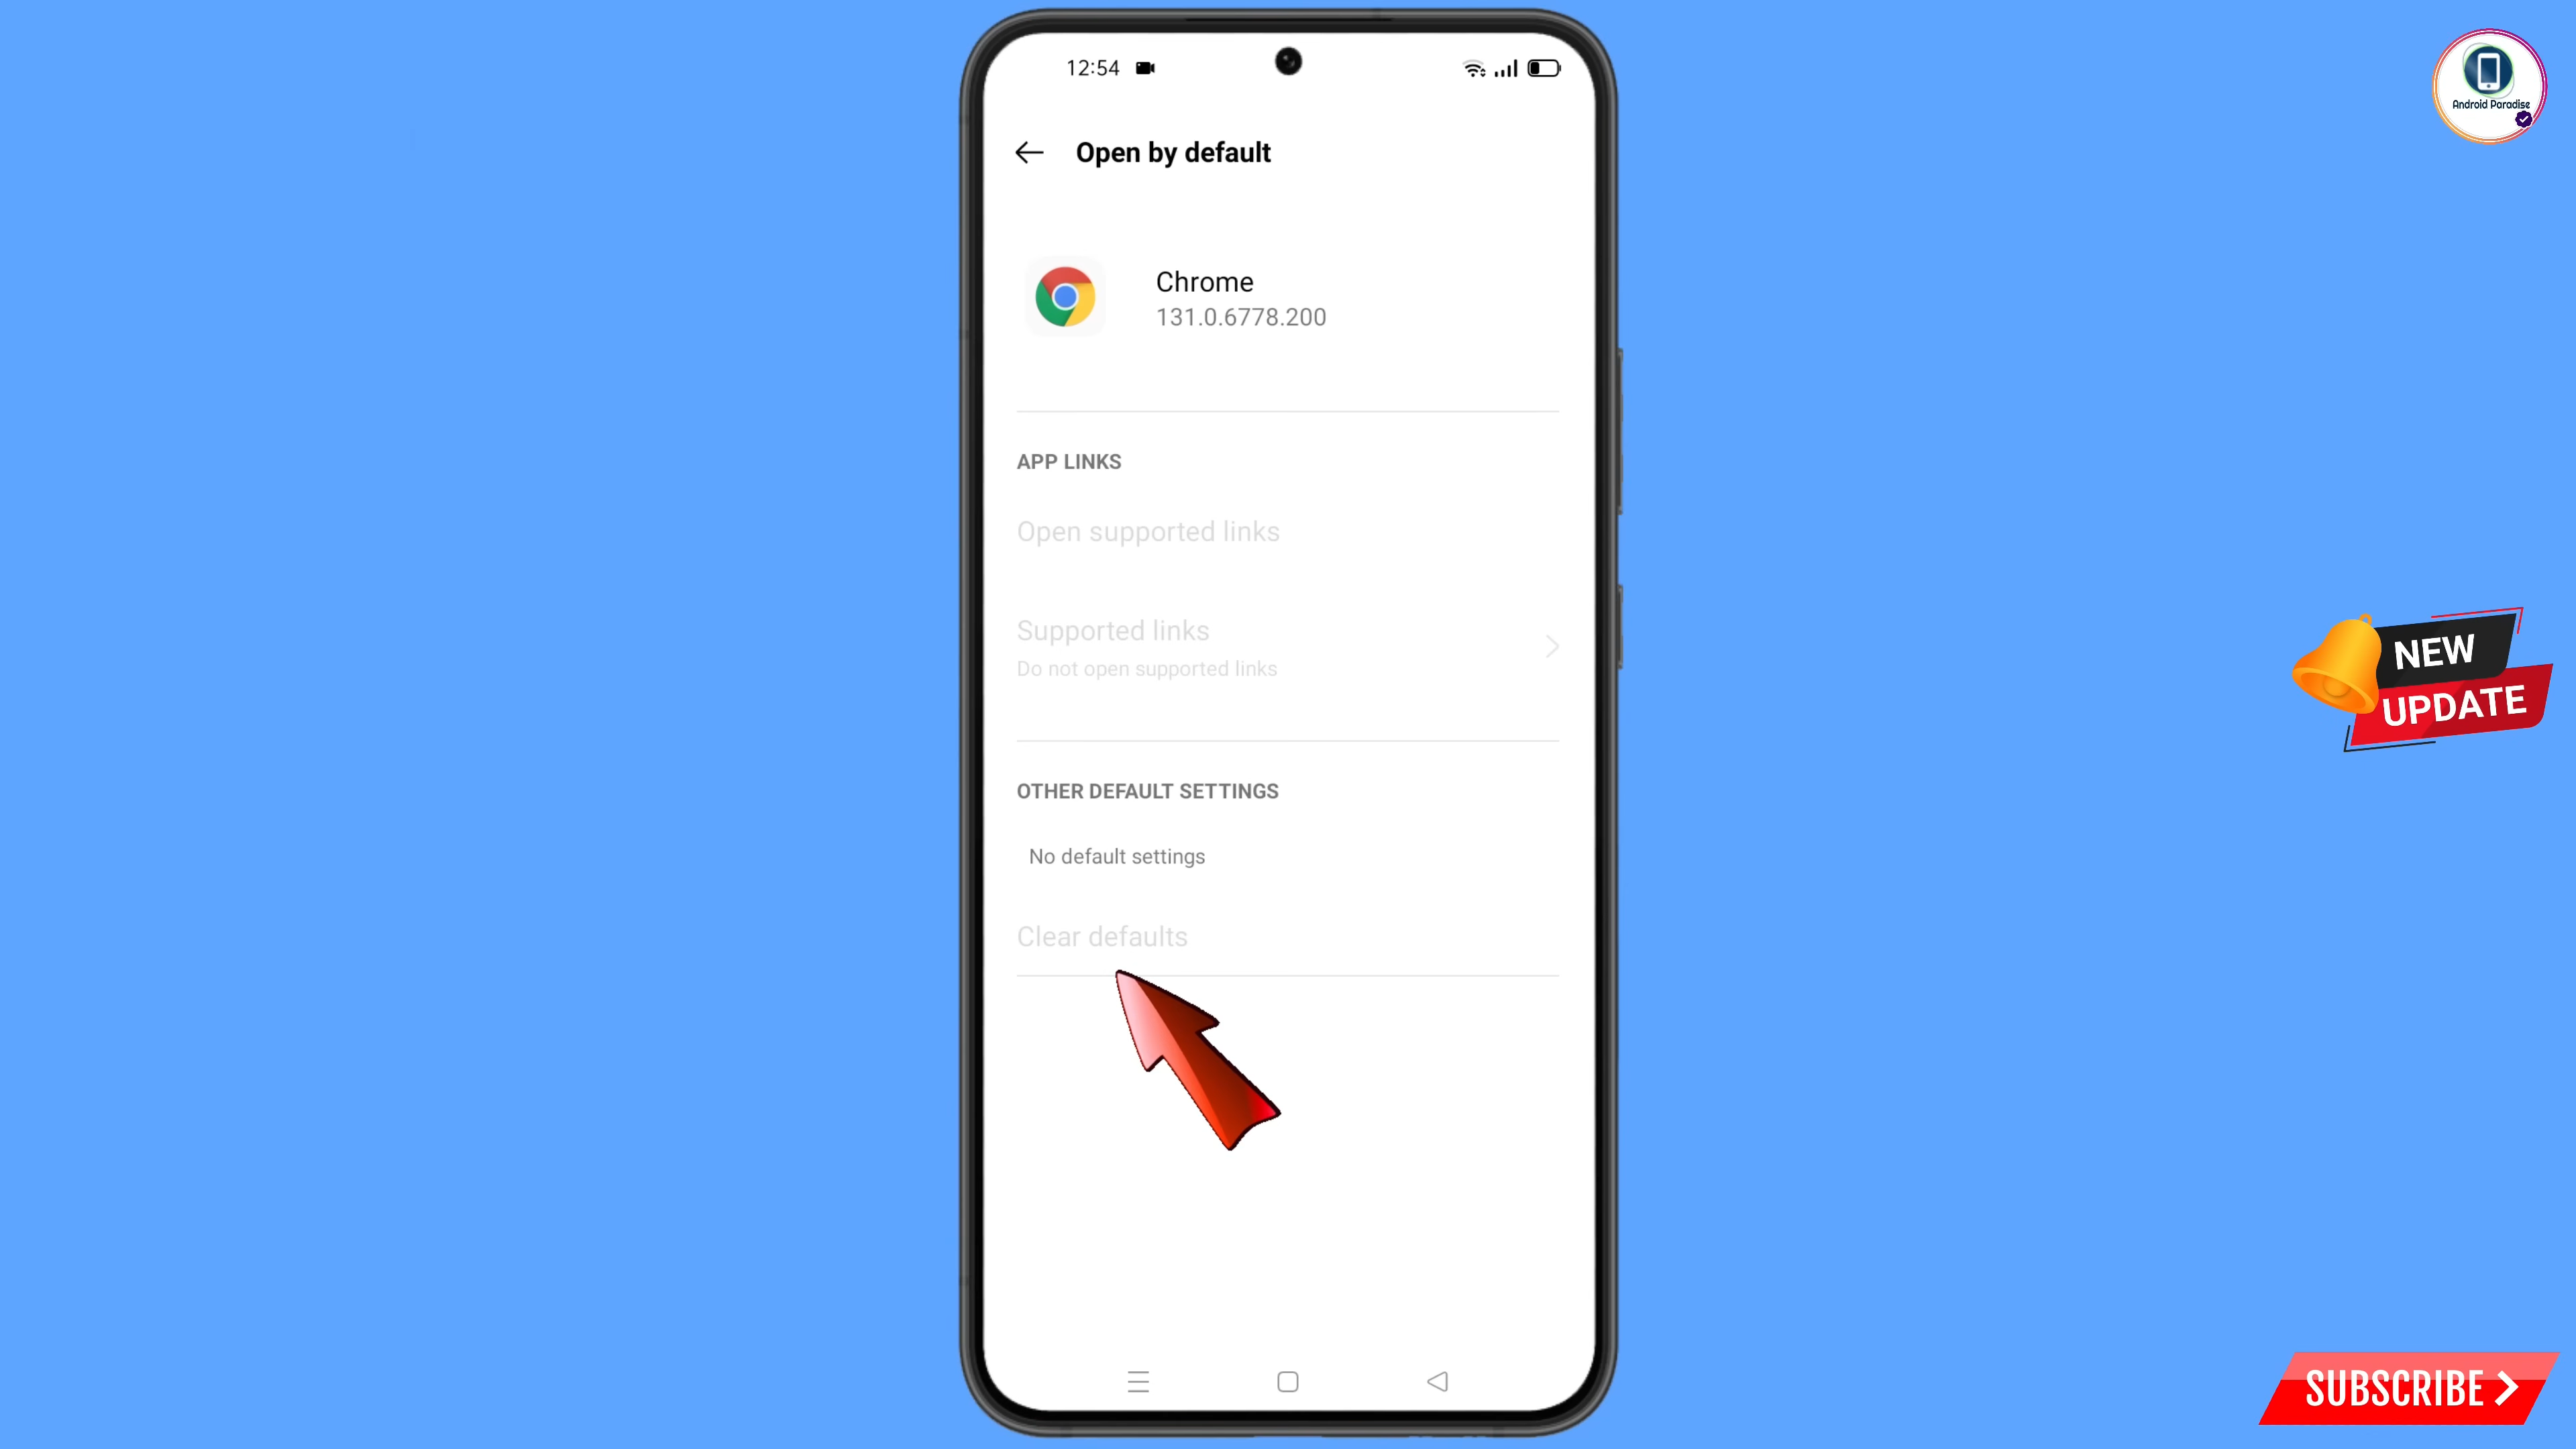 12:54
Open by default
Chrome
131.0.6778.200
APP LINKS
Open supported links
Supported links
Do not open supported links
OTHER DEFAULT SETTINGS
No default settings
Clear defaults
Android Paradise
NEW
UPDATE
SUBSCRIBE